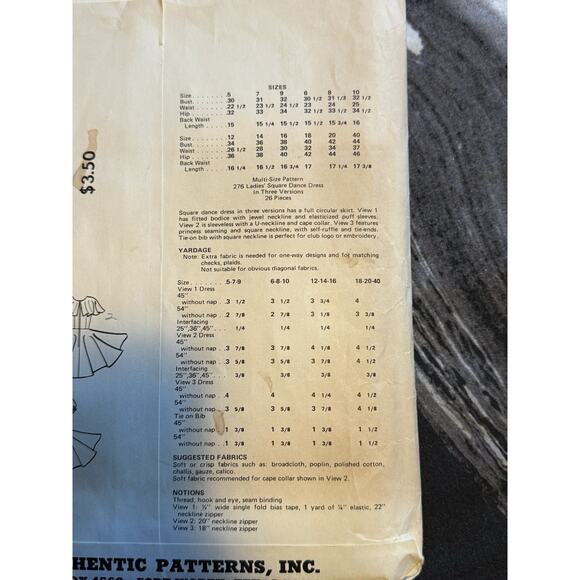 $3.50
SIZES
Size . . . . . . . .5 7 9 6 8 10
Bust. . . . . . . .30 31 32 30 1/2 31 1/2 32 1/2
Waist . . . . . . .22 1/2 23 1/2 24 1/2 23 24 25
Hip . . . . . . . . 32 33 34 32 1/2 33 1/2 34 1/2
Back Waist
Length. . . . . . 15 15 1/4 15 1/2 15 1/2 15 3/4 16
Size. . . . . . . . 12 14 16 18 20 40
Bust. . . . . . . .34 36 38 40 42 44
Waist . . . . . . .26 1/2 28 30 32 34 37
Hip . . . . . . . .36 38 40 42 44 46
Back Waist
Length. . . . . . 16 1/4 16 1/2 16 3/4 17 17 1/4 17 3/8
Multi-Size Pattern
276 Ladies' Square Dance Dress
In Three Versions
26 Pieces
Square dance dress in three versions has a full circular skirt. View 1
has fitted bodice with jewel neckline and elasticized puff sleeves.
View 2 is sleeveless with a U-neckline and cape collar. View 3 features
princess seaming and square neckline, with self-ruffle and tie-ends.
Tie-on bib with square neckline is perfect for club logo or embroidery.
YARDAGE
Note: Extra fabric is needed for one-way designs and for matching
checks, plaids.
Not suitable for obvious diagonal fabrics.
Size . . . . . . . .5-7-9 6-8-10 12-14-16 18-20-40
View 1 Dress
45"
without nap . .3 1/2 3 1/2 3 3/4 4
54"
without nap . .2 7/8 2 7/8 3 1/8 3 3/8
Interfacing
25",36",45" . . . 1/4 1/4 1/4 1/4
View 2 Dress
45"
without nap . .3 7/8 3 7/8 4 1/8 4 1/2
54"
without nap . .3 5/8 3 5/8 3 7/8 4 1/2
Interfacing
25",36",45" . . . 3/8 3/8 3/8 3/8
View 3 Dress
45"
without nap . .4 4 4 1/4 4 1/2
54"
without nap . .3 5/8 3 5/8 3 7/8 4 1/8
Tie on Bib
45"
without nap . .1 3/8 1 3/8 1 3/8 1 1/2
54"
without nap . .1 3/8 1 3/8 1 3/8 1 1/2
SUGGESTED FABRICS
Soft or crisp fabrics such as: broadcloth, poplin, polished cotton,
challis, gauze, calico.
Soft fabric recommended for cape collar shown in View 2.
NOTIONS
Thread, hook and eye, seam binding
View 1: ½" wide single fold bias tape, 1 yard of ¼" elastic, 22"
neckline zipper
View 2: 20" neckline zipper
View 3: 18" neckline zipper
HENTIC PATTERNS, INC.